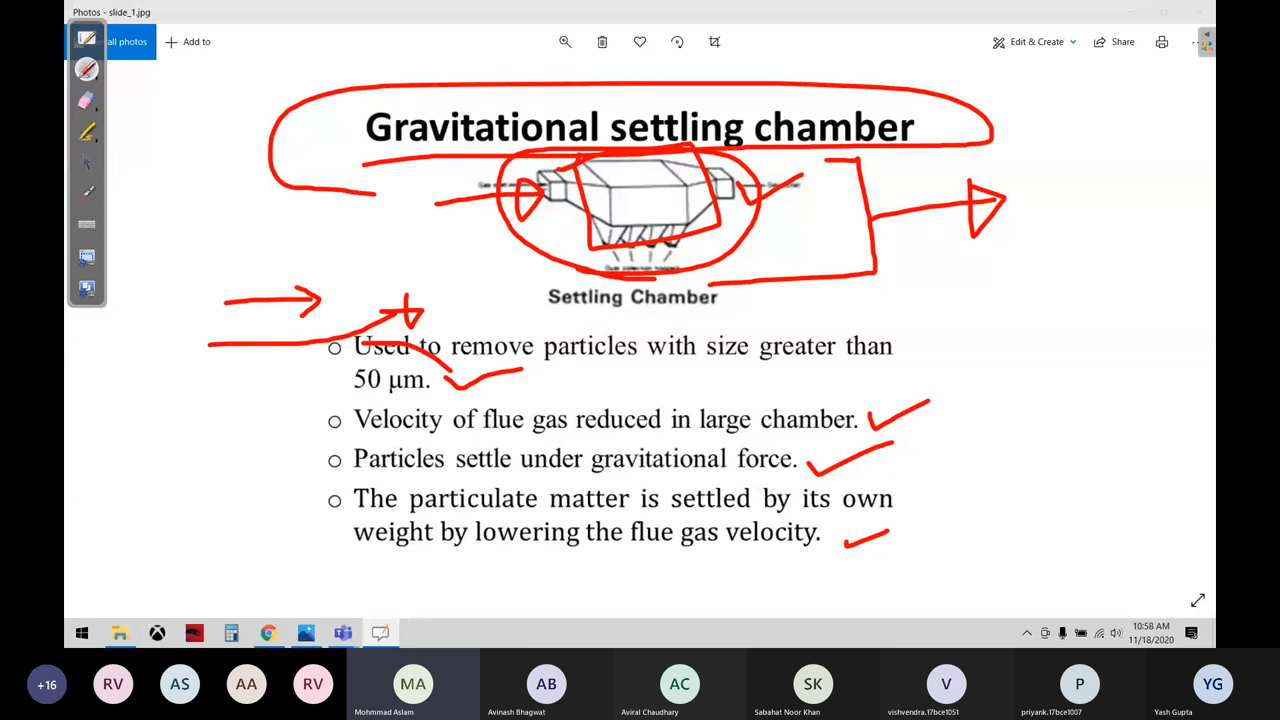 Photos - slide_1.jpg
all photos
Add to
Edit & Create
Share
Gravitational settling chamber
Settling Chamber
Used to remove particles with size greater than
50 μm.
Velocity of flue gas reduced in large chamber.
Particles settle under gravitational force.
The particulate matter is settled by its own
weight by lowering the flue gas velocity.
10:58 AM
11/18/2020
+16
RV
AS
AA
RV
MA
AB
AC
SK
V
P
YG
Mohmmad Aslam
Avinash Bhagwat
Aviral Chaudhary
Sabahat Noor Khan
vishvendra.17bce1051
priyank.17bce1007
Yash Gupta